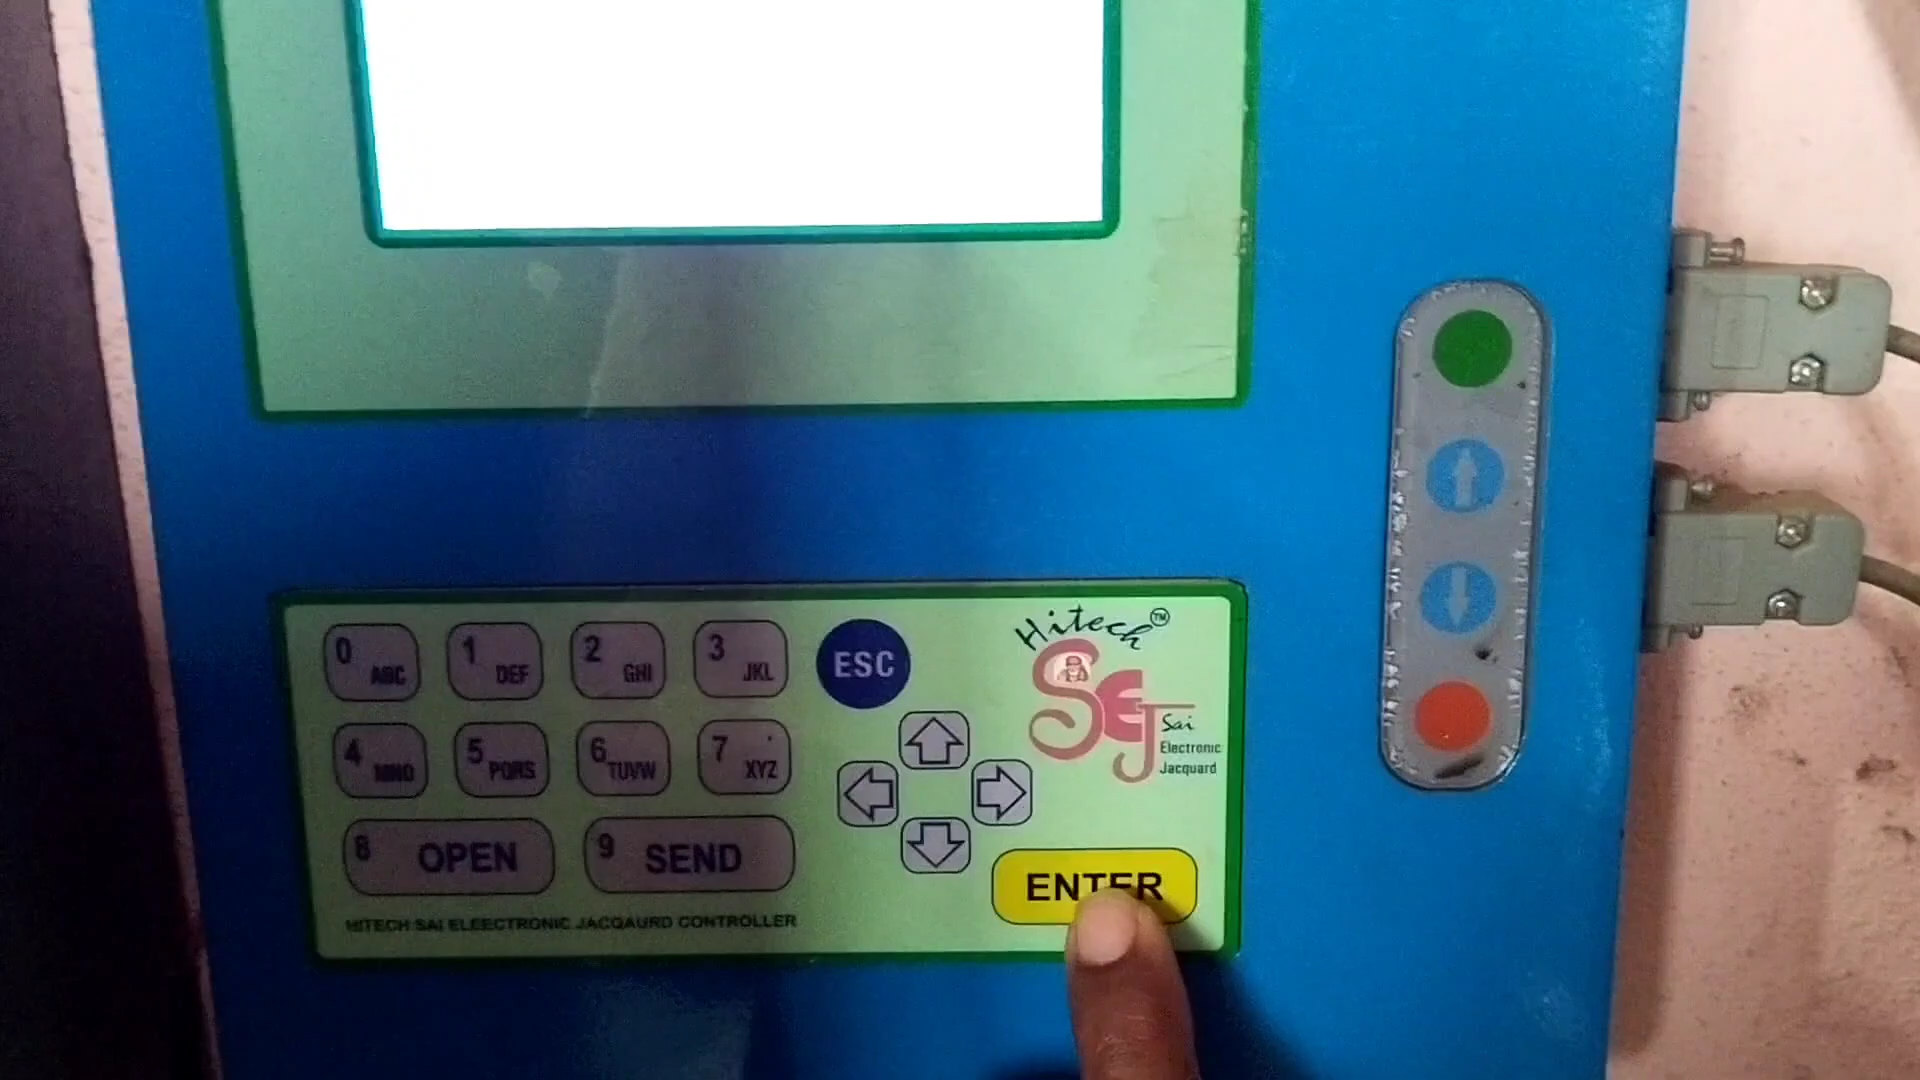 0 ABC
1 DEF
2 GHI
3 JKL
ESC
Hitech™
SEJ
Sai
Electronic
Jacquard
4 MNO
5 PQRS
6 TUVW
7 XYZ
8 OPEN
9 SEND
ENTER
HITECH SAI ELEECTRONIC JACQAURD CONTROLLER